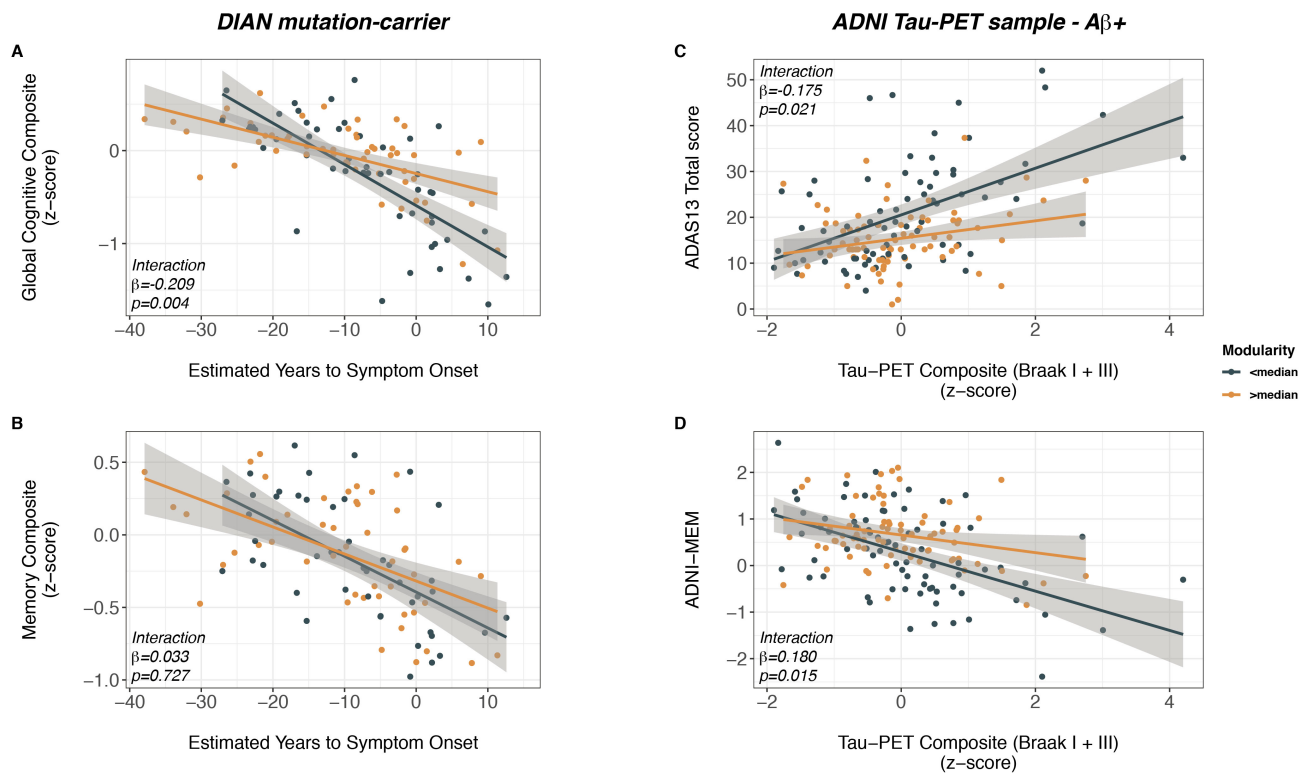 DIAN mutation-carrier
ADNI Tau-PET sample - Aβ+
A
Global Cognitive Composite
(z−score)
0
−1
Interaction
β=-0.209
p=0.004
−40
−30
−20
−10
0
10
Estimated Years to Symptom Onset
C
ADAS13 Total score
50
40
30
20
10
0
Interaction
β=-0.175
p=0.021
−2
0
2
4
Tau−PET Composite (Braak I + III)
(z−score)
Modularity
<median
>median
B
Memory Composite
(z−score)
0.5
0.0
−0.5
−1.0
Interaction
β=0.033
p=0.727
−40
−30
−20
−10
0
10
Estimated Years to Symptom Onset
D
ADNI−MEM
2
1
0
−1
−2
Interaction
β=0.180
p=0.015
−2
0
2
4
Tau−PET Composite (Braak I + III)
(z−score)